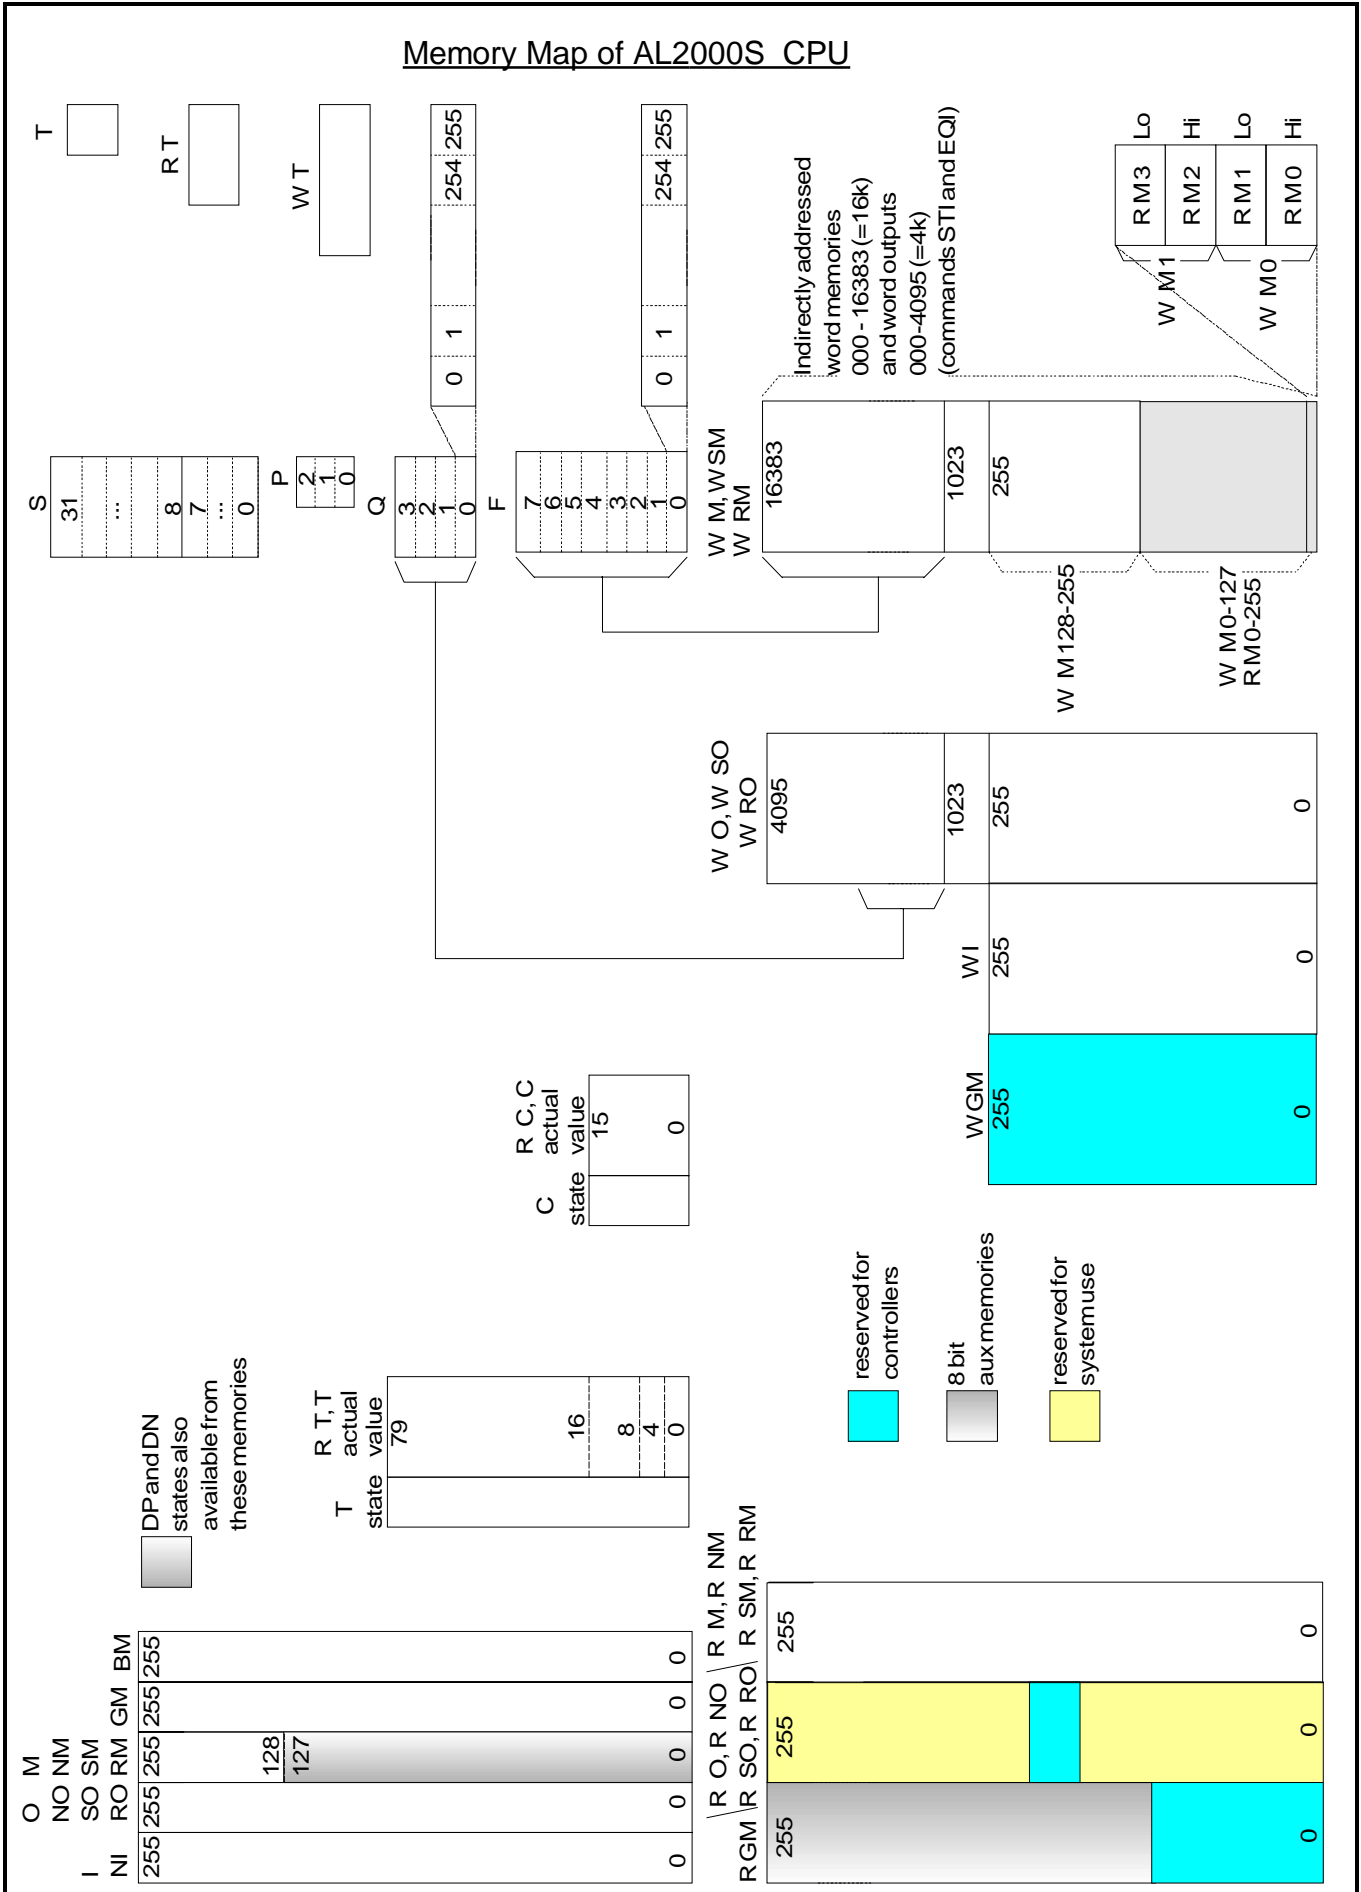 Memory Map of AL2000S CPU
O M
NO NM
I SO SM
NI RO RM GM BM
255 255 255 255 255
128
127
0 0 0 0 0
DP and DN
states also
available from
these memories
T
state
R T, T
actual
value
79
16
8
4
0
C
state
R C, C
actual
value
15
0
S
31
...
8
7
...
0
P
2
1
0
Q
3
2
1
0
0 1 254 255
F
7
6
5
4
3
2
1
0
0 1 254 255
T
R T
W T
RGM / R O, R NO / R M, R NM
/ R SO, R RO / R SM, R RM
255 255 255
0 0 0
reserved for
controllers
8 bit
aux memories
reserved for
system use
WGM
255
0
W I
255
0
W O, W SO
W RO
4095
1023
255
0
W M, W SM
W RM
16383
1023
255
W M128-255
W M0-127
RM0-255
Indirectly addressed
word memories
000 - 16383 (=16k)
and word outputs
000-4095 (=4k)
(commands STI and EQI)
W M1
W M0
RM3 Lo
RM2 Hi
RM1 Lo
RM0 Hi